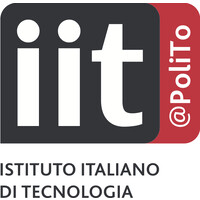 iit
@PoliTo
ISTITUTO ITALIANO
DI TECNOLOGIA